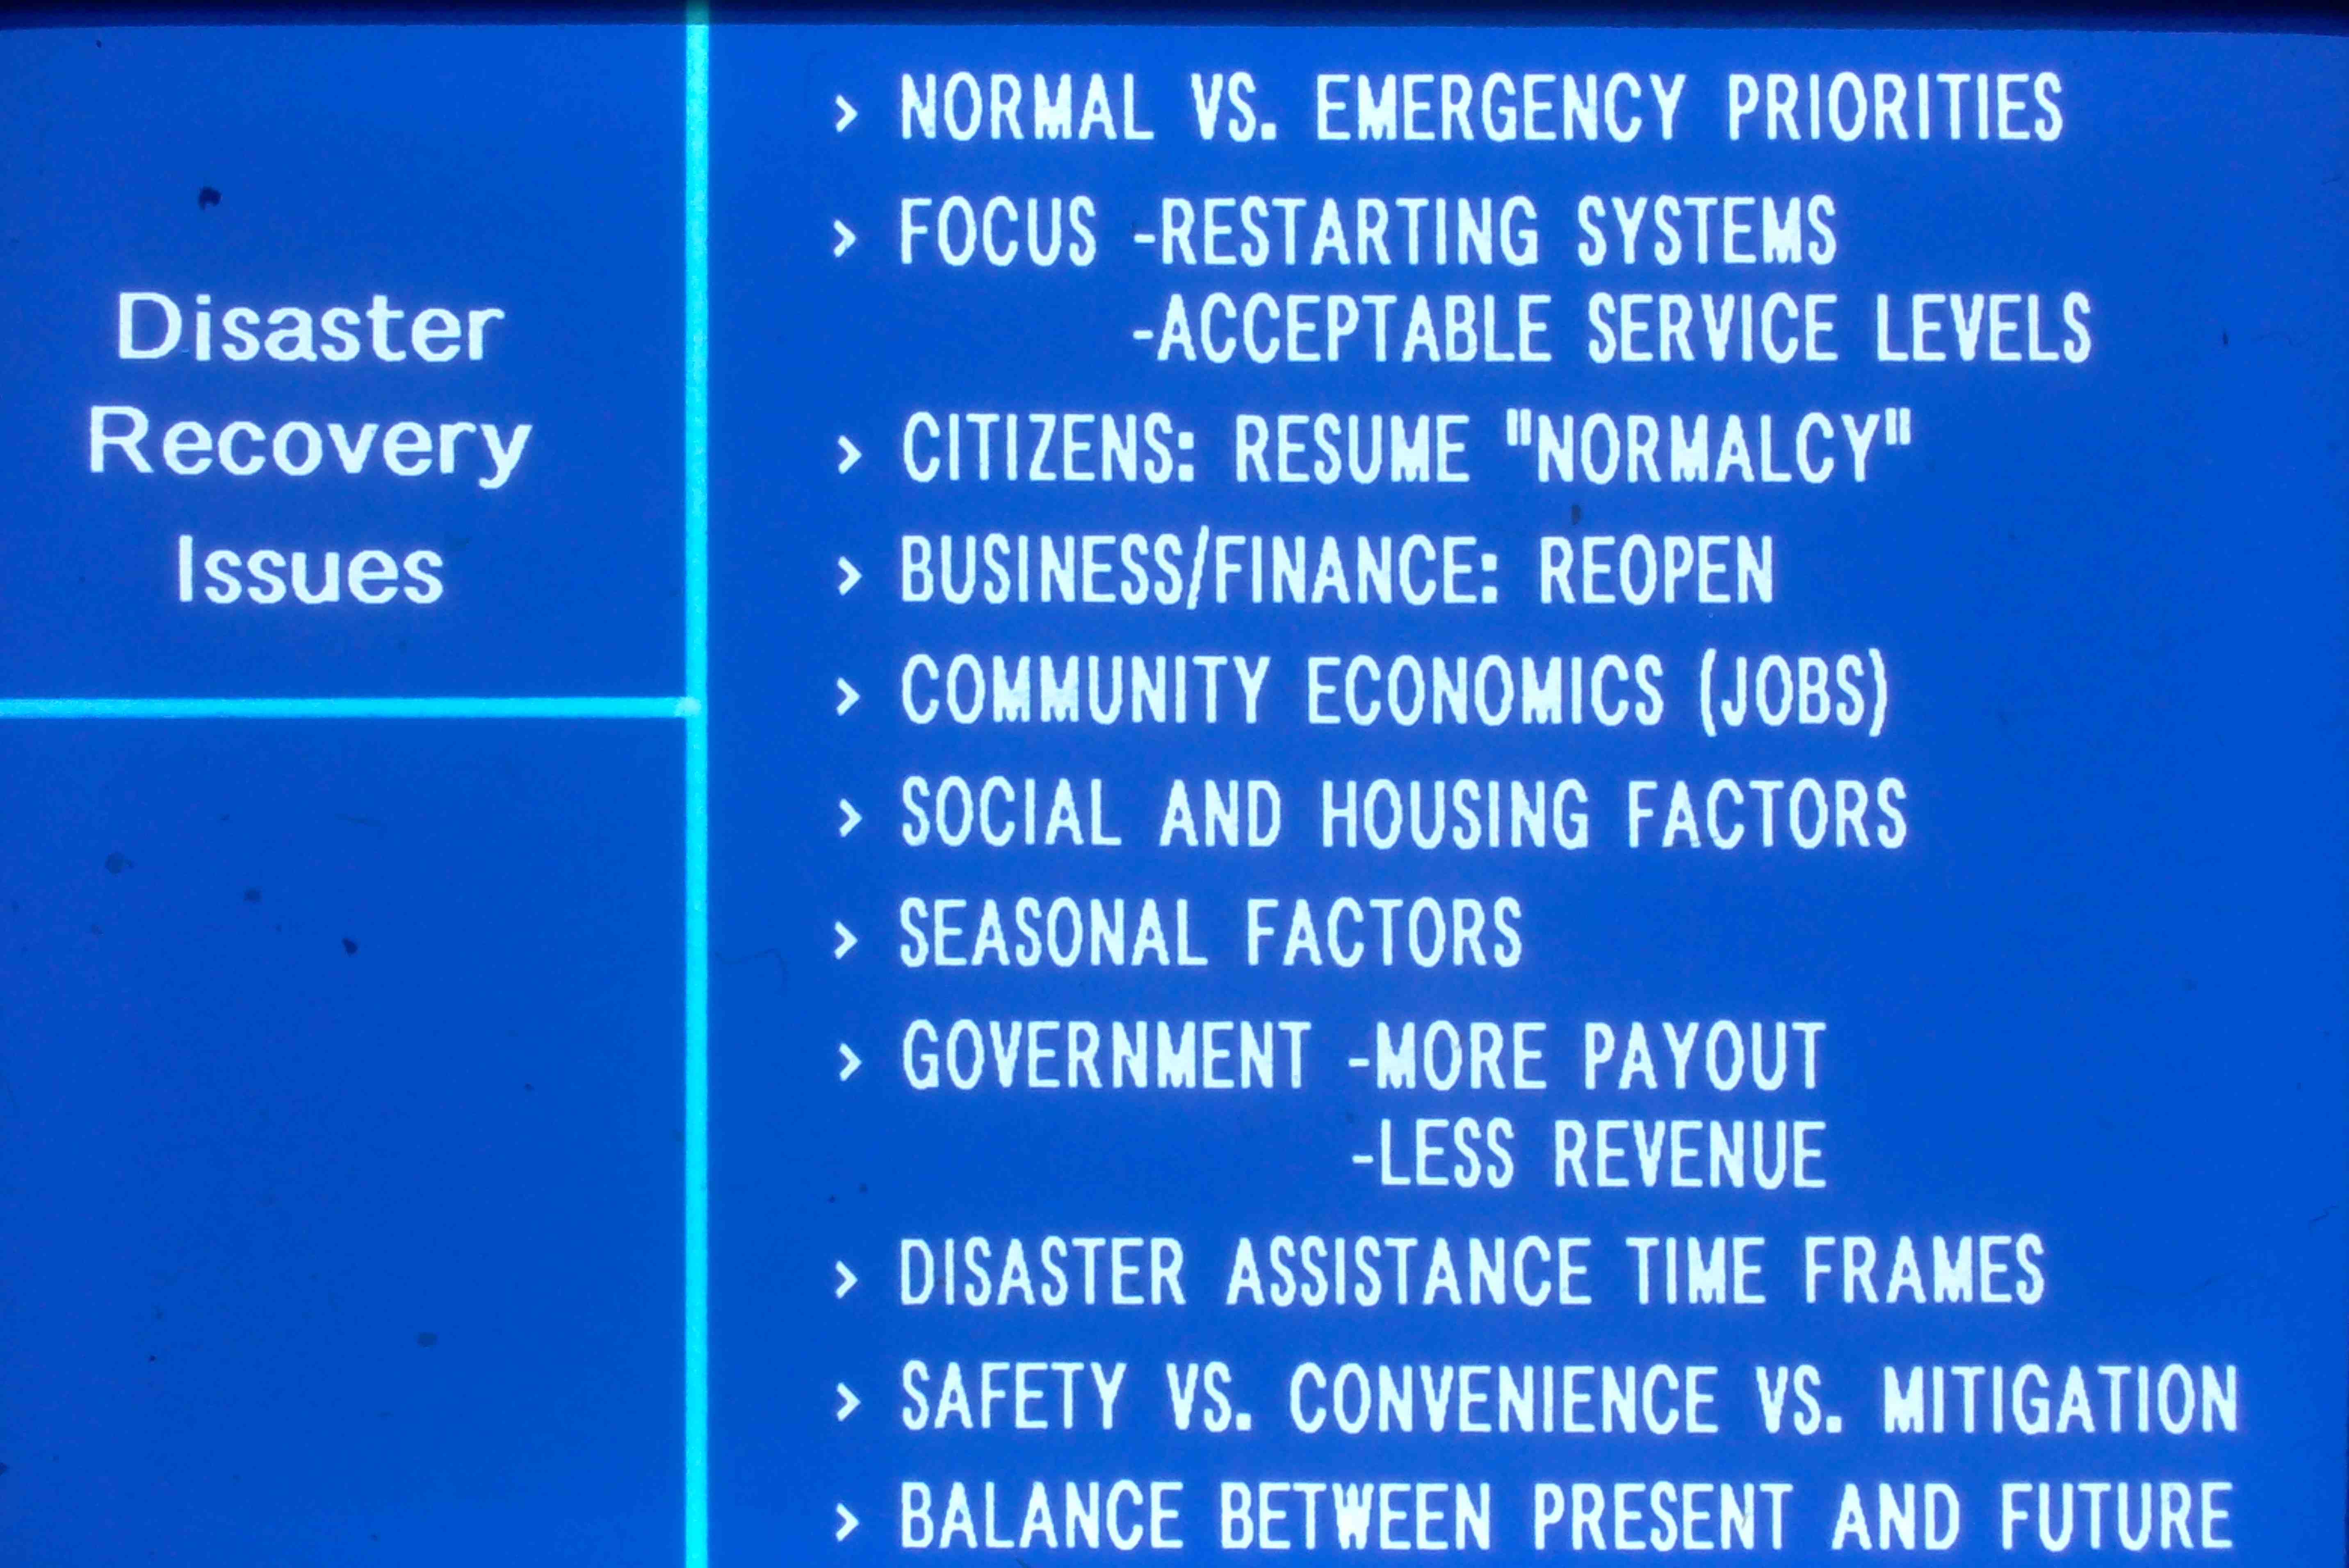 Disaster
Recovery
Issues
> NORMAL VS. EMERGENCY PRIORITIES
> FOCUS -RESTARTING SYSTEMS
-ACCEPTABLE SERVICE LEVELS
> CITIZENS: RESUME "NORMALCY"
> BUSINESS/FINANCE: REOPEN
> COMMUNITY ECONOMICS (JOBS)
> SOCIAL AND HOUSING FACTORS
> SEASONAL FACTORS
> GOVERNMENT -MORE PAYOUT
-LESS REVENUE
> DISASTER ASSISTANCE TIME FRAMES
> SAFETY VS. CONVENIENCE VS. MITIGATION
> BALANCE BETWEEN PRESENT AND FUTURE